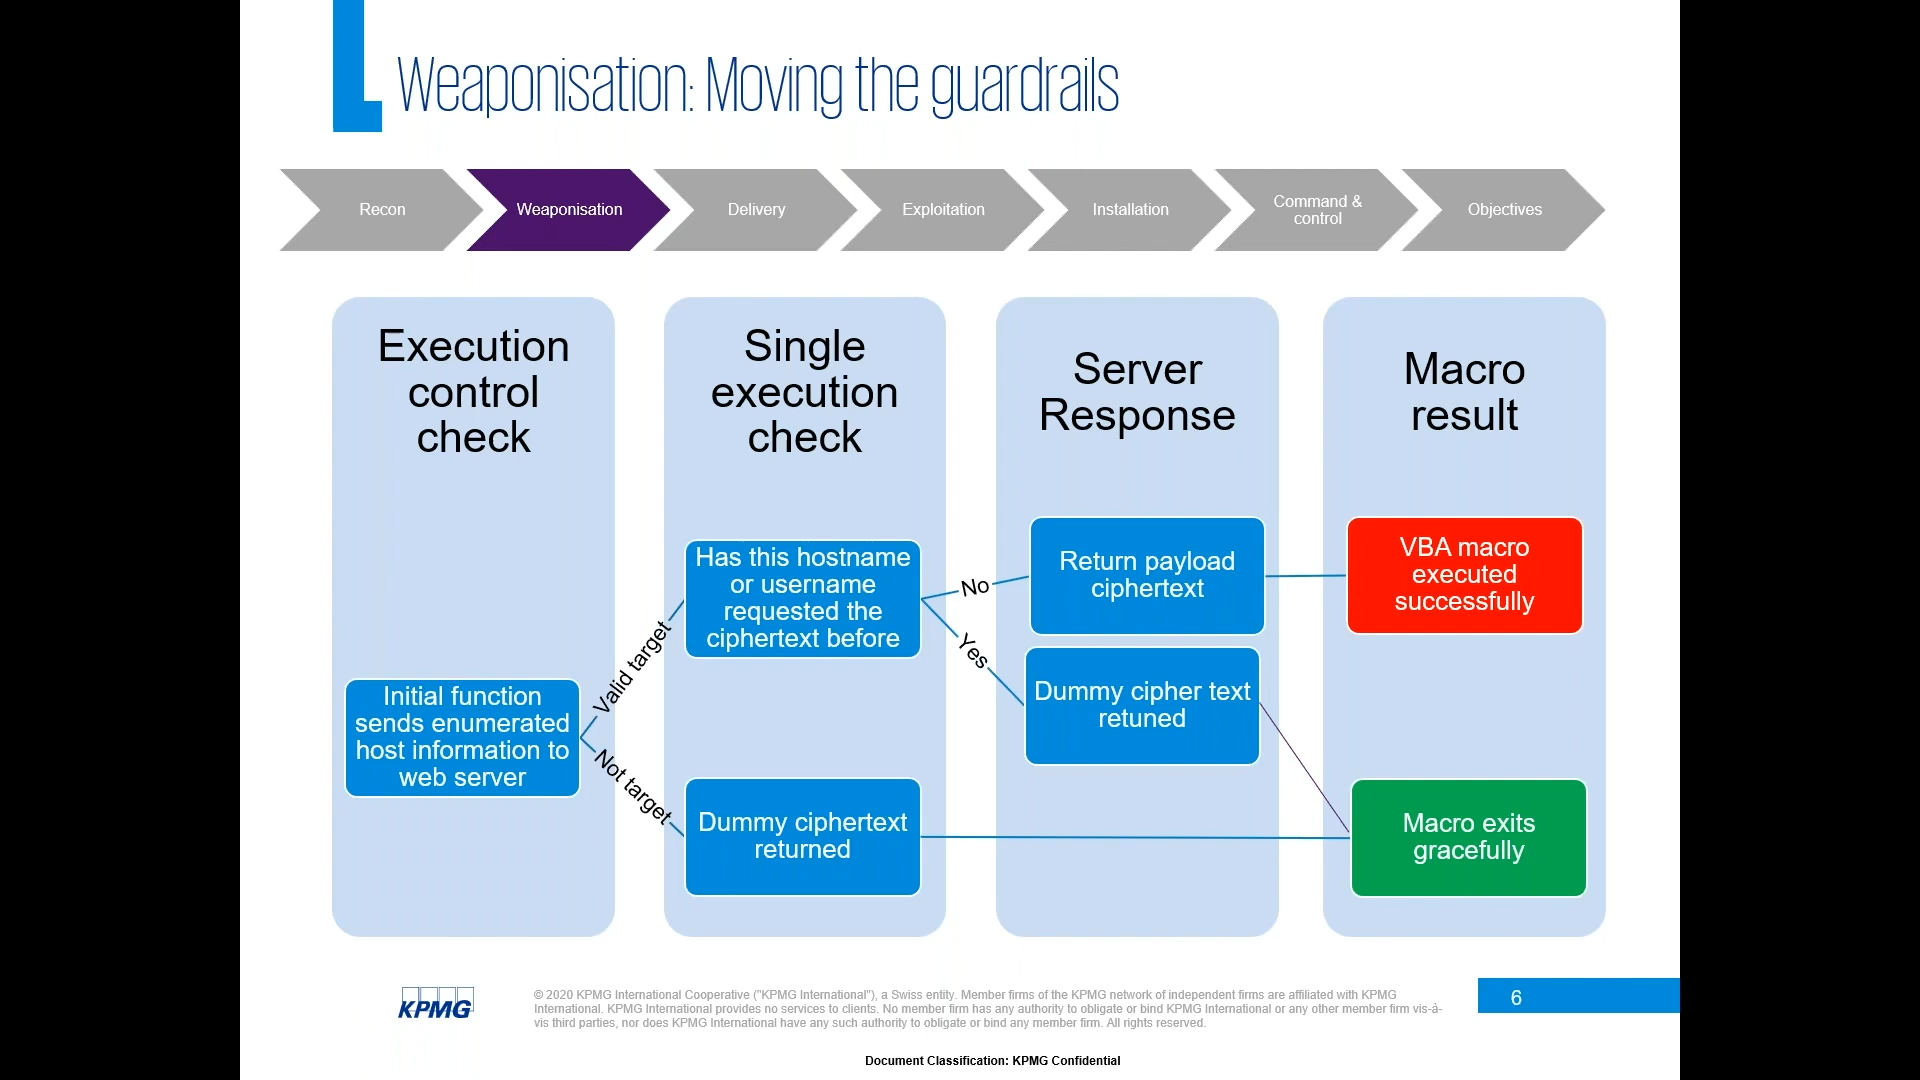 Weaponisation: Moving the guardrails
Recon
Weaponisation
Delivery
Exploitation
Installation
Command &
control
Objectives
Execution
control
check
Single
execution
check
Server
Response
Macro
result
Initial function
sends enumerated
host information to
web server
Valid target
Not target
Has this hostname
or username
requested the
ciphertext before
Dummy ciphertext
returned
No
Yes
Return payload
ciphertext
Dummy cipher text
retuned
VBA macro
executed
successfully
Macro exits
gracefully
KPMG
© 2020 KPMG International Cooperative ("KPMG International"), a Swiss entity. Member firms of the KPMG network of independent firms are affiliated with KPMG
International. KPMG International provides no services to clients. No member firm has any authority to obligate or bind KPMG International or any other member firm vis-à-
vis third parties, nor does KPMG International have any such authority to obligate or bind any member firm. All rights reserved.
6
Document Classification: KPMG Confidential